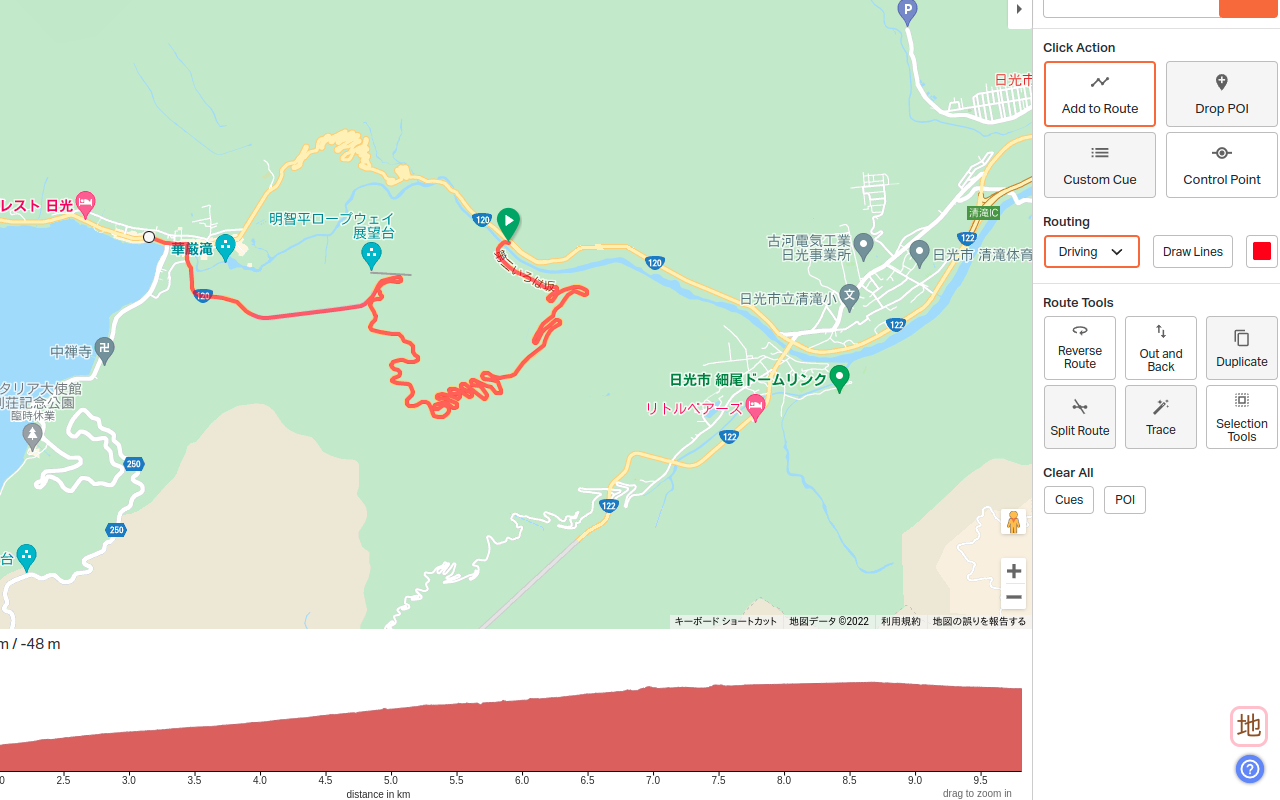 P
日光市
レスト 日光
華厳滝
明智平ロープウェイ
展望台
120
第二いろは坂
120
120
清滝IC
122
古河電気工業
日光事業所
日光市 清滝体育
日光市立清滝小
文
122
中禅寺
卍
日光市 細尾ドームリンク
リトルベアーズ
122
タリア大使館
別荘記念公園
臨時休業
250
250
122
台
キーボード ショートカット
地図データ ©2022
利用規約
地図の誤りを報告する
m / -48 m
2.5
3.0
3.5
4.0
4.5
5.0
5.5
6.0
6.5
7.0
7.5
8.0
8.5
9.0
9.5
distance in km
drag to zoom in
Click Action
Add to Route
Drop POI
Custom Cue
Control Point
Routing
Driving
Draw Lines
Route Tools
Reverse
Route
Out and
Back
Duplicate
Split Route
Trace
Selection
Tools
Clear All
Cues
POI
地